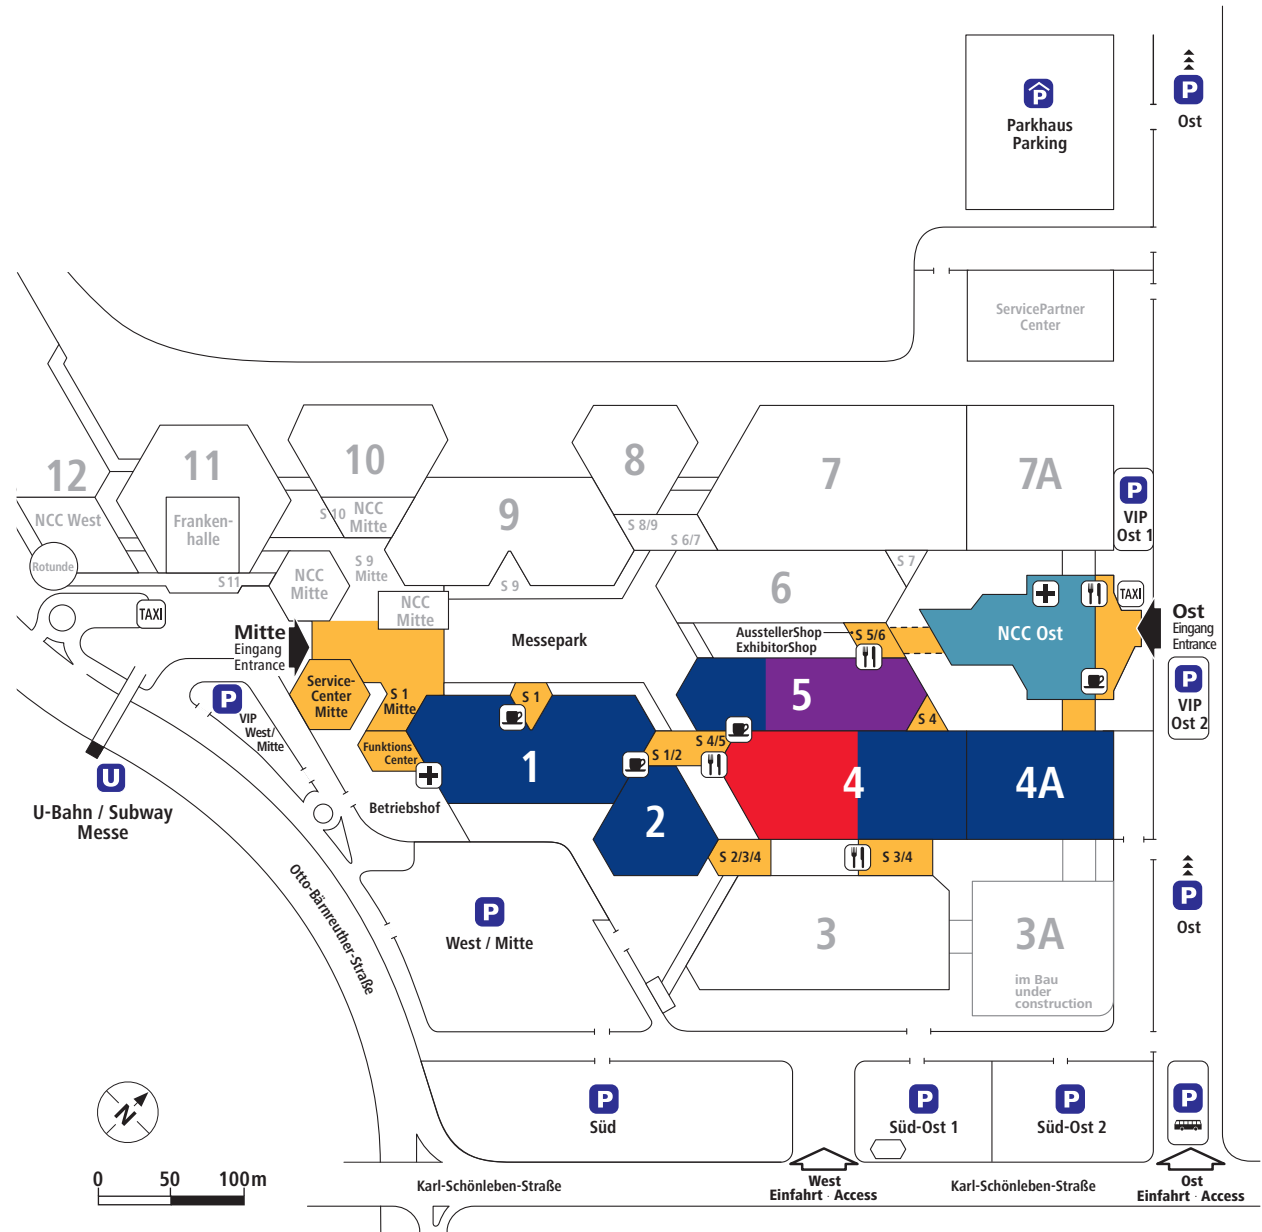 P
Ost
P
Parkhaus
Parking
ServicePartner
Center
12
11
10
8
7
7A
9
NCC West
Franken-
halle
S 10
NCC
Mitte
S 8/9
S 6/7
P
VIP
Ost 1
Rotunde
S 11
NCC
Mitte
S 9
Mitte
S 9
S 7
6
NCC
Mitte
TAXI
TAXI
Mitte
Eingang
Entrance
Messepark
AusstellerShop
ExhibitorShop
S 5/6
NCC Ost
Ost
Eingang
Entrance
Service-
Center
Mitte
S 1
Mitte
S 1
5
S 4
P
VIP
Ost 2
P
VIP
West/
Mitte
Funktions
Center
1
S 1/2
S 4/5
4
4A
U
U-Bahn / Subway
Messe
Betriebshof
2
S 2/3/4
S 3/4
P
West / Mitte
3
3A
im Bau
under
construction
P
Ost
Otto-Bärnreuther-Straße
N
P
Süd
P
Süd-Ost 1
P
Süd-Ost 2
P
0 50 100m
Karl-Schönleben-Straße
West
Einfahrt · Access
Karl-Schönleben-Straße
Ost
Einfahrt · Access